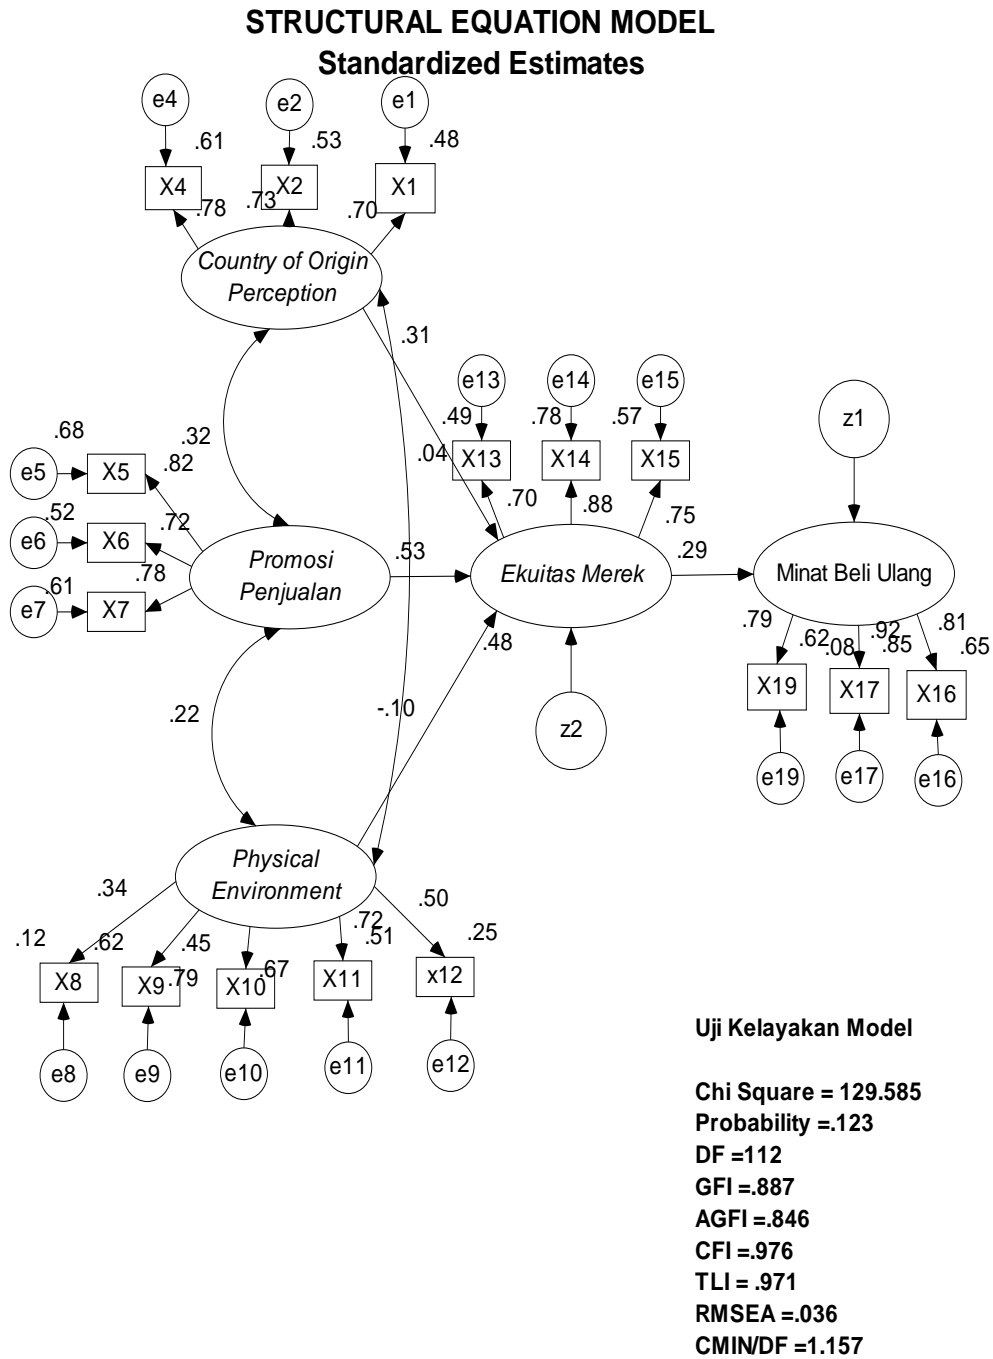 STRUCTURAL EQUATION MODEL
Standardized Estimates
e4
e2
e1
.61
.53
.48
X4
X2
X1
.78
.73
.70
Country of Origin
Perception
.31
e13
e14
e15
.49
.78
.57
z1
.68
.32
.82
.04
X13
X14
X15
e5
X5
.70
.88
.75
.52
.72
e6
X6
Promosi
Penjualan
.53
Ekuitas Merek
.29
Minat Beli Ulang
.78
.61
e7
X7
.48
.79
.62
.08
.92
.85
.81
.65
X19
X17
X16
.22
-.10
z2
e19
e17
e16
Physical
Environment
.34
.50
.12
.62
.45
.72
.51
.25
X8
X9
.79
X10
.67
X11
x12
e8
e9
e10
e11
e12
Uji Kelayakan Model
Chi Square = 129.585
Probability =.123
DF =112
GFI =.887
AGFI =.846
CFI =.976
TLI = .971
RMSEA =.036
CMIN/DF =1.157